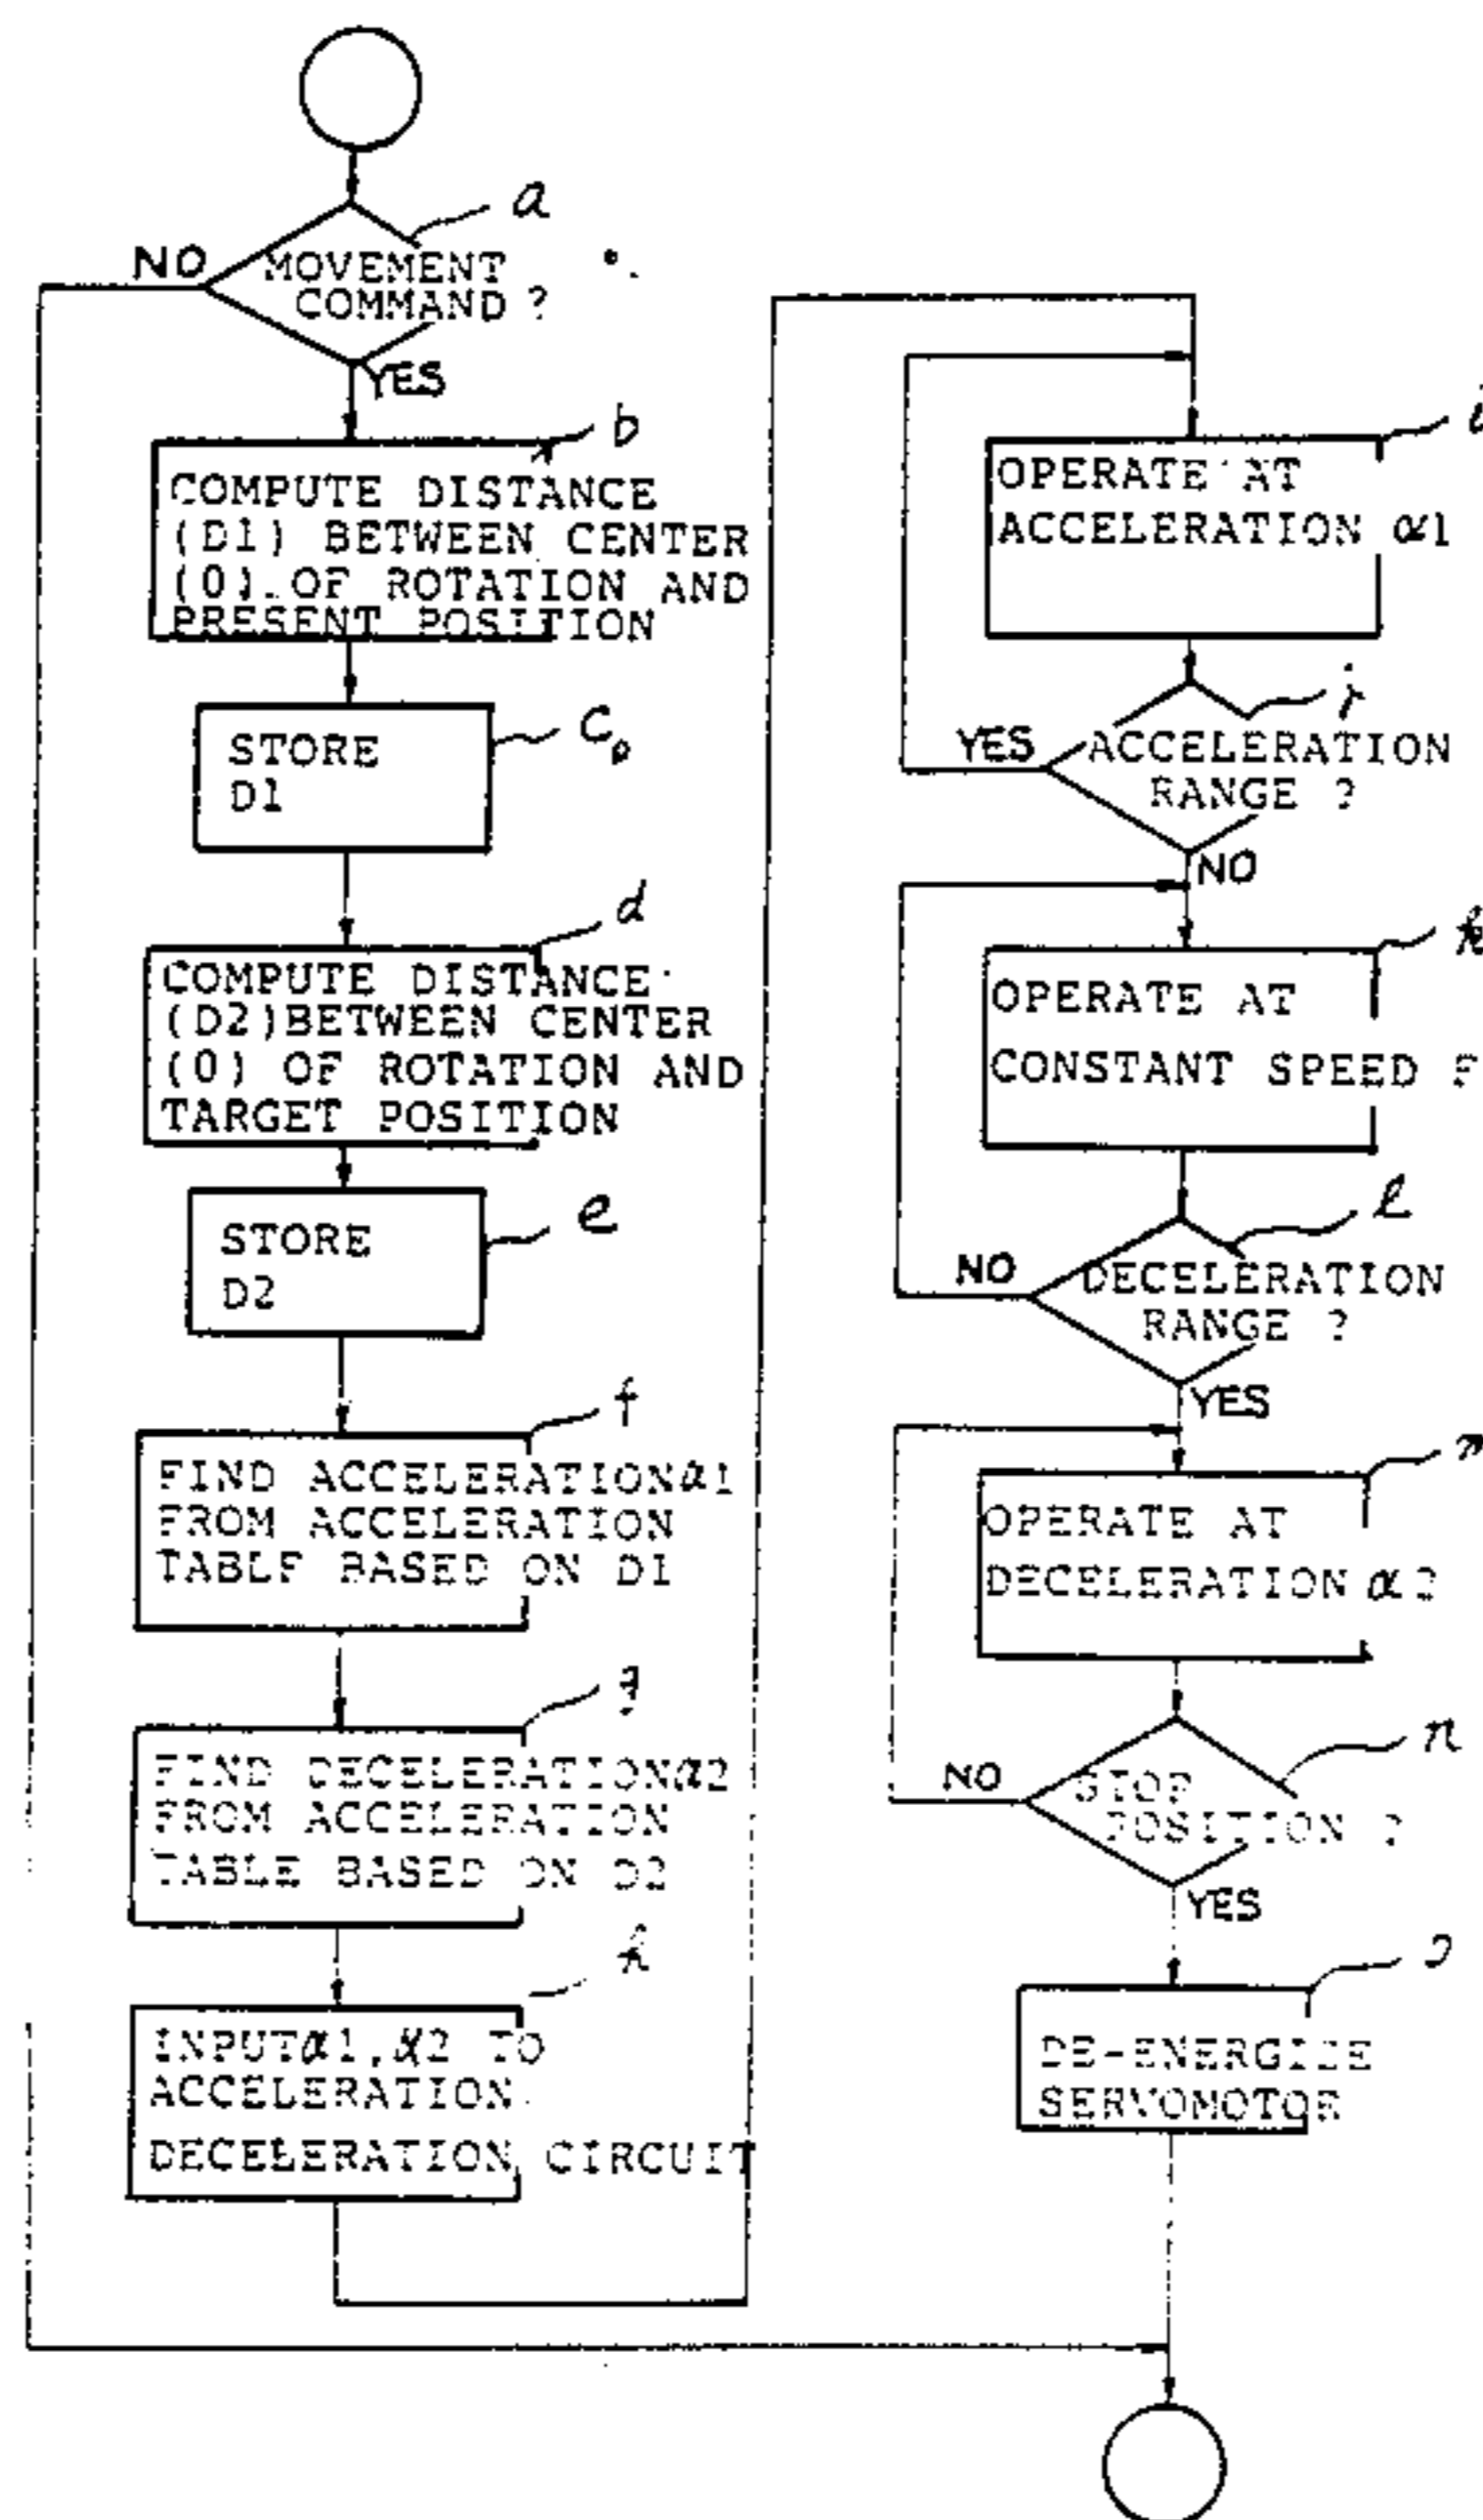 a
NO
MOVEMENT
COMMAND ?
YES
b
COMPUTE DISTANCE
(D1) BETWEEN CENTER
(0). OF ROTATION AND
PRESENT POSITION
C
STORE
D1
d
COMPUTE DISTANCE
(D2) BETWEEN CENTER
(0) OF ROTATION AND
TARGET POSITION
e
STORE
D2
f
FIND ACCELERATION α1
FROM ACCELERATION
TABLE BASED ON D1
g
FIND DECELERATION α2
FROM ACCELERATION
TABLE BASED ON D2
h
INPUT α1, α2 TO
ACCELERATION
DECELERATION CIRCUIT
i
OPERATE AT
ACCELERATION α1
j
YES
ACCELERATION
RANGE ?
NO
k
OPERATE AT
CONSTANT SPEED F
l
NO
DECELERATION
RANGE ?
YES
OPERATE AT
DECELERATION α2
n
NO
STOP
POSITION ?
YES
o
DE-ENERGIZE
SERVOMOTOR